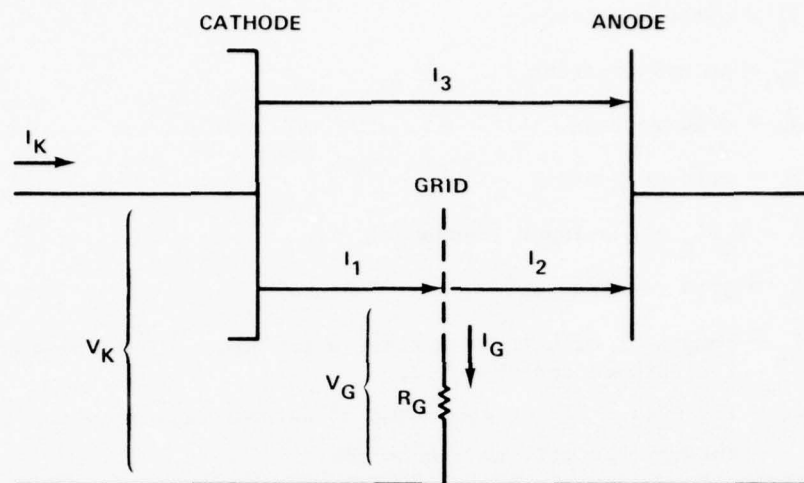 CATHODE
ANODE
I3
IK
GRID
I1
I2
VK
VG
RG
IG